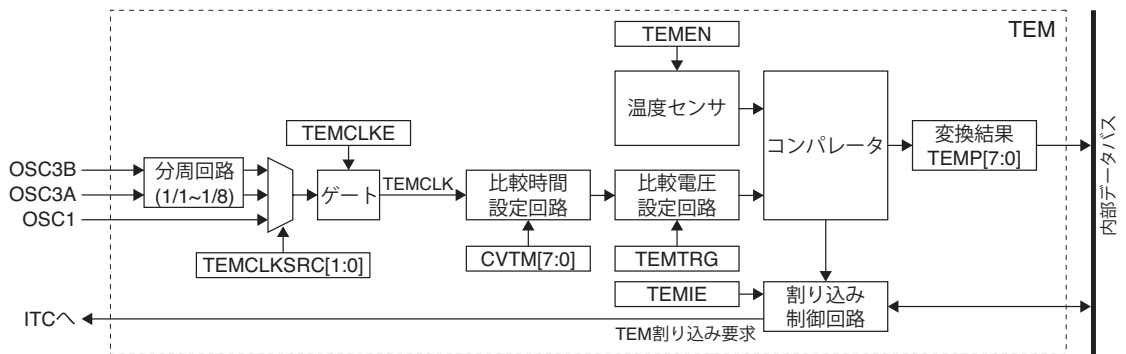 TEM
TEMEN
温度センサ
コンパレータ
変換結果
TEMP[7:0]
内部データバス
TEMCLKE
OSC3B
OSC3A
OSC1
分周回路
(1/1~1/8)
ゲート
TEMCLK
比較時間
設定回路
比較電圧
設定回路
TEMCLKSRC[1:0]
CVTM[7:0]
TEMTRG
TEMIE
割り込み
制御回路
ITCへ
TEM割り込み要求